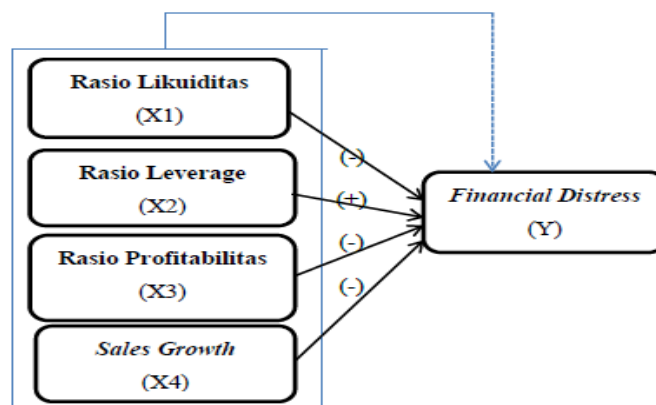 Rasio Likuiditas
(X1)
(-)
Rasio Leverage
(X2)
(+)
Financial Distress
(Y)
Rasio Profitabilitas
(X3)
(-)
(-)
Sales Growth
(X4)